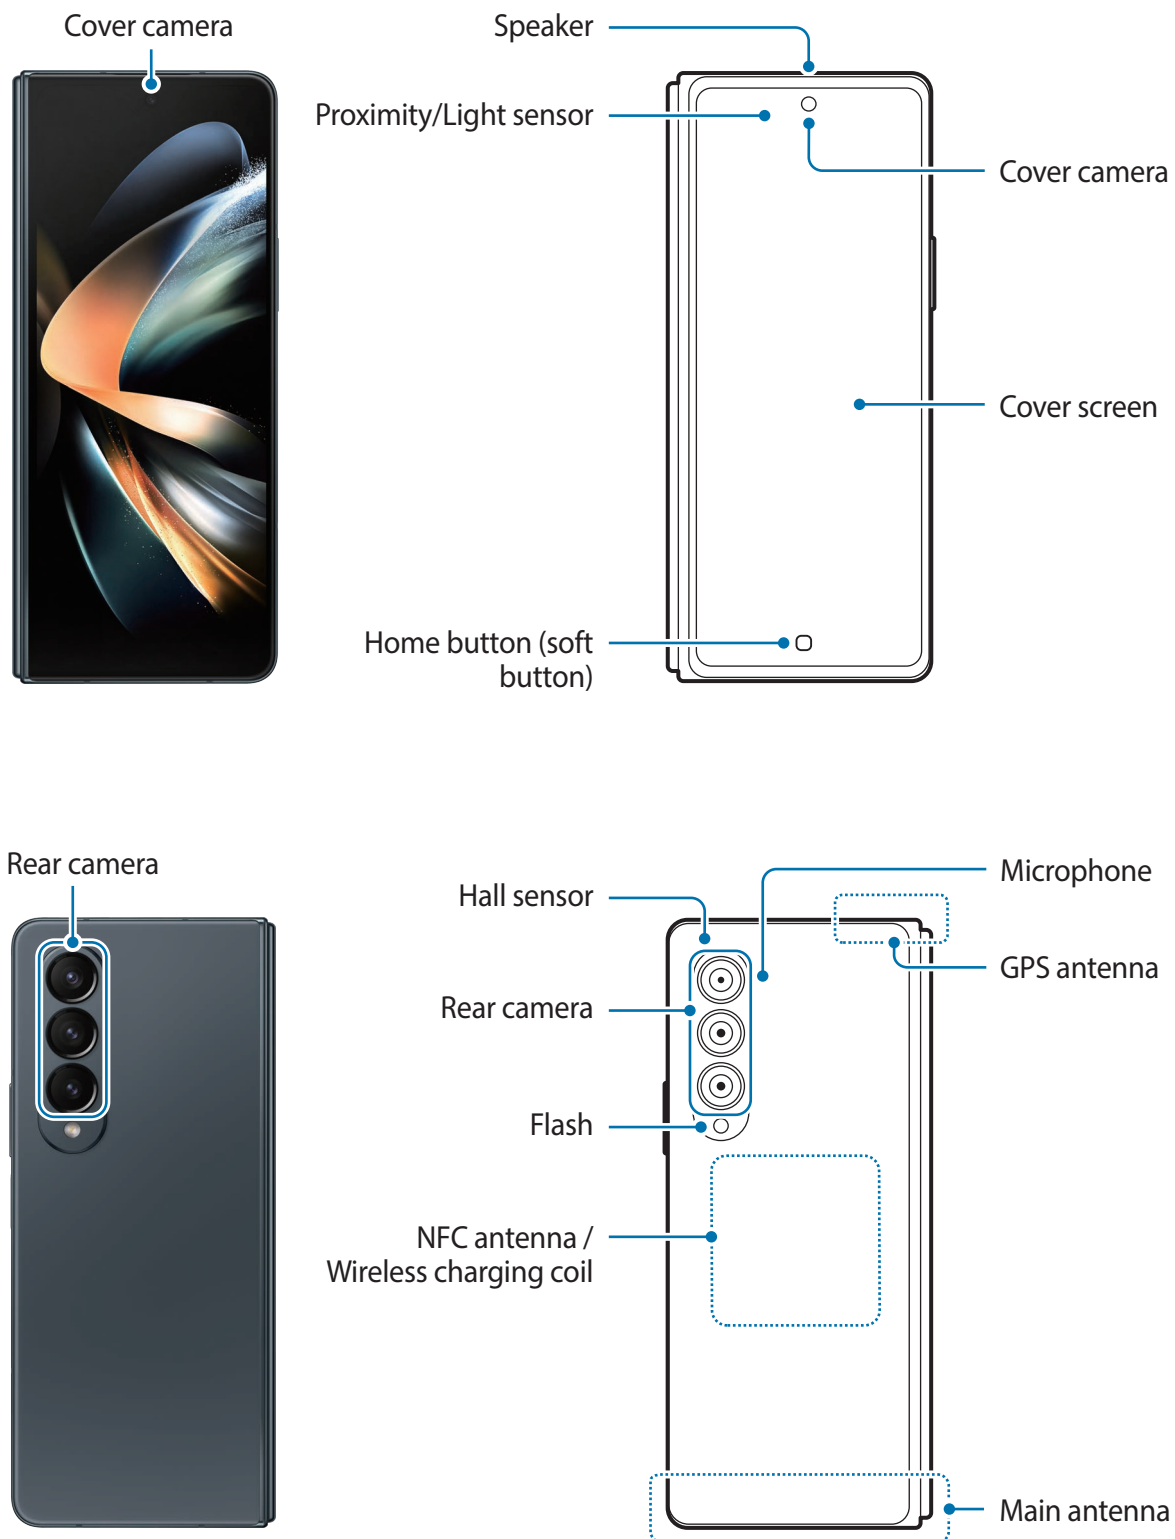 Cover camera
Speaker
Proximity/Light sensor
Cover camera
Cover screen
Home button (soft
button)
Rear camera
Microphone
Hall sensor
GPS antenna
Rear camera
Flash
NFC antenna /
Wireless charging coil
Main antenna